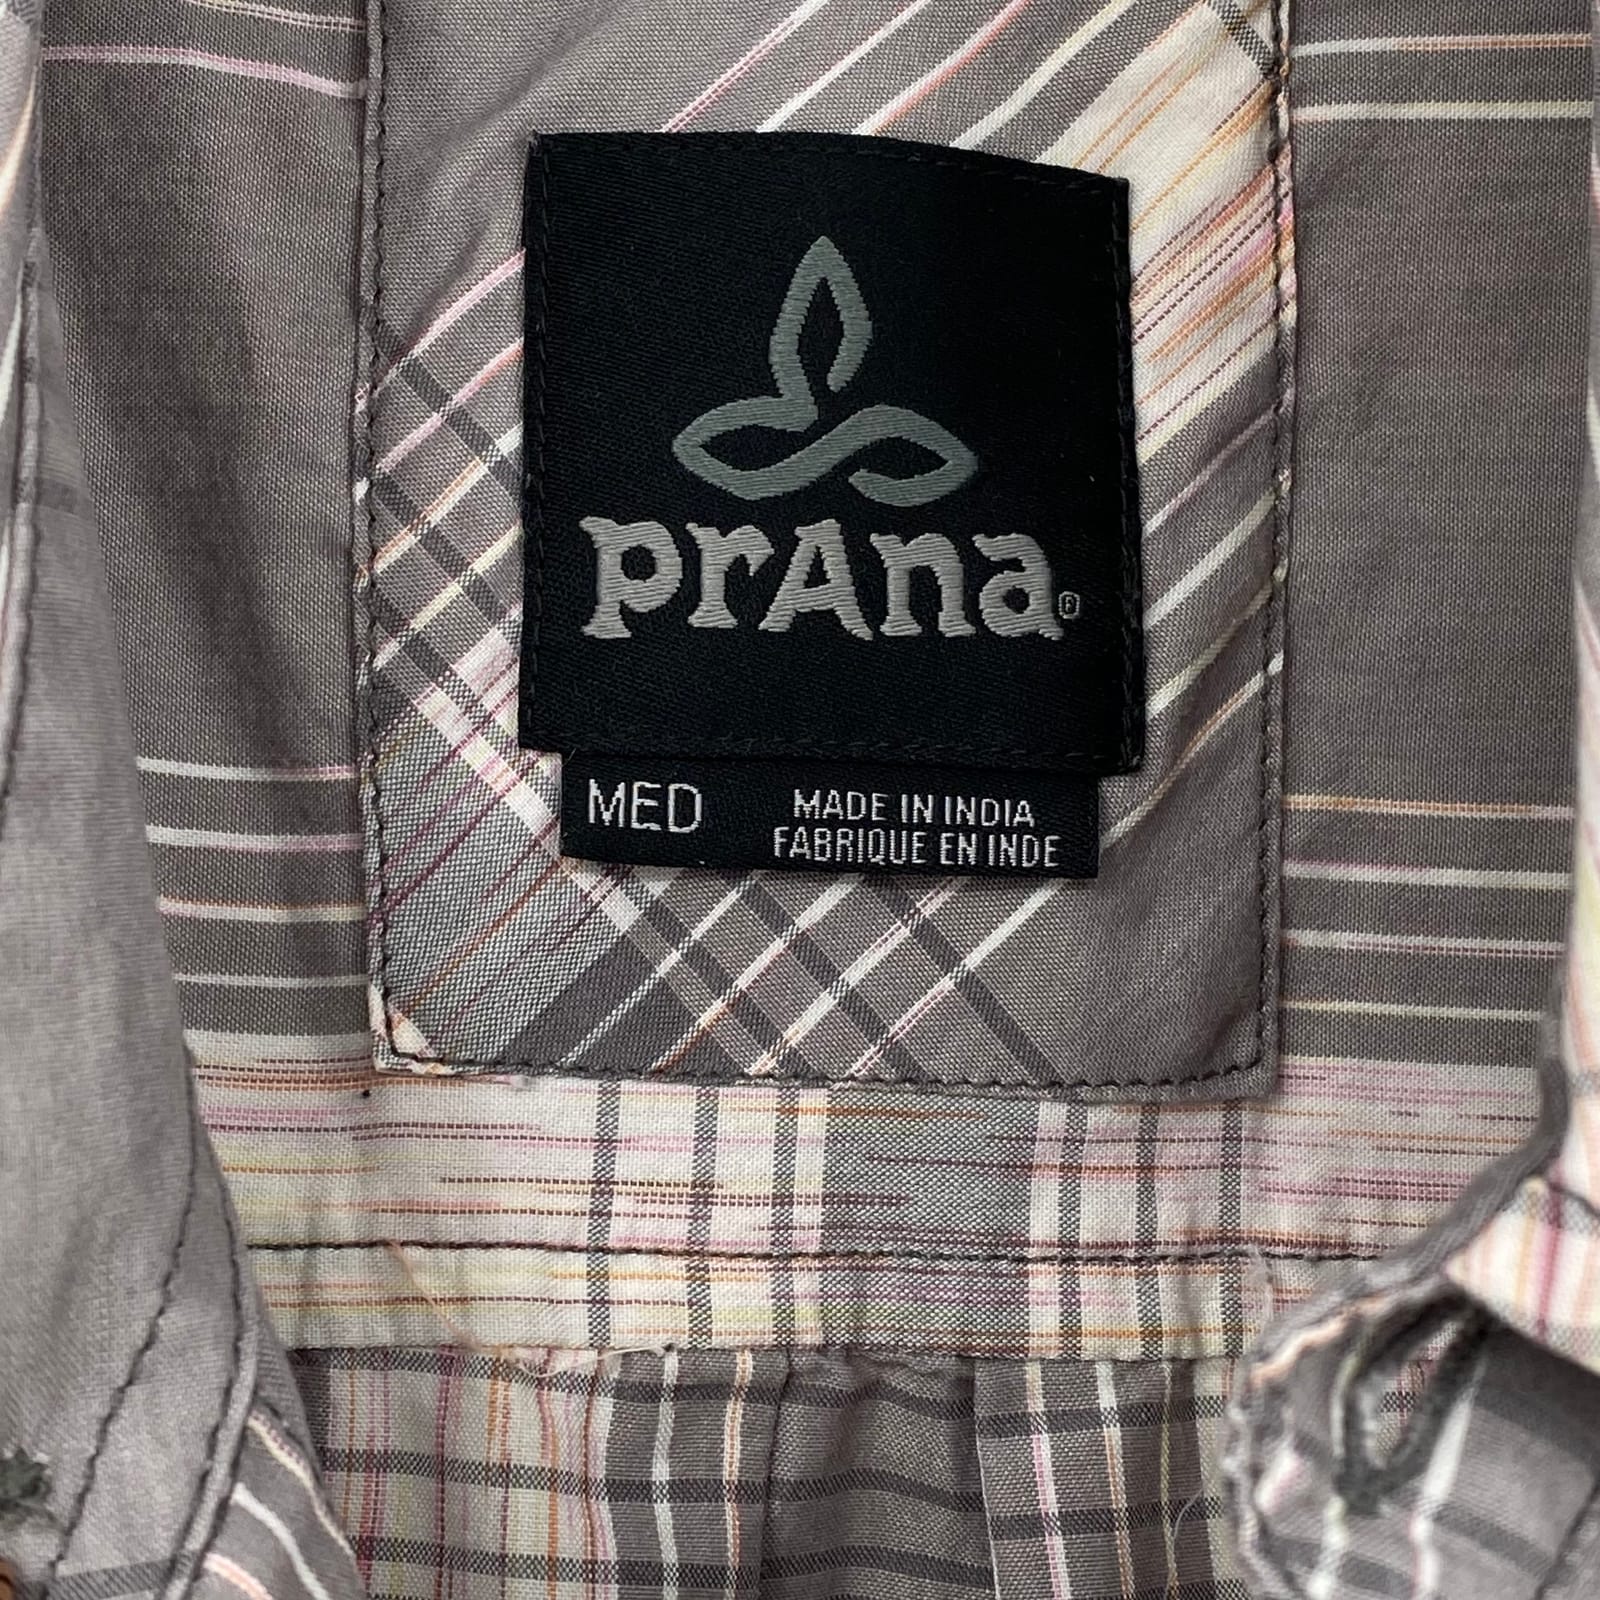 prAna®
MED
MADE IN INDIA
FABRIQUE EN INDE